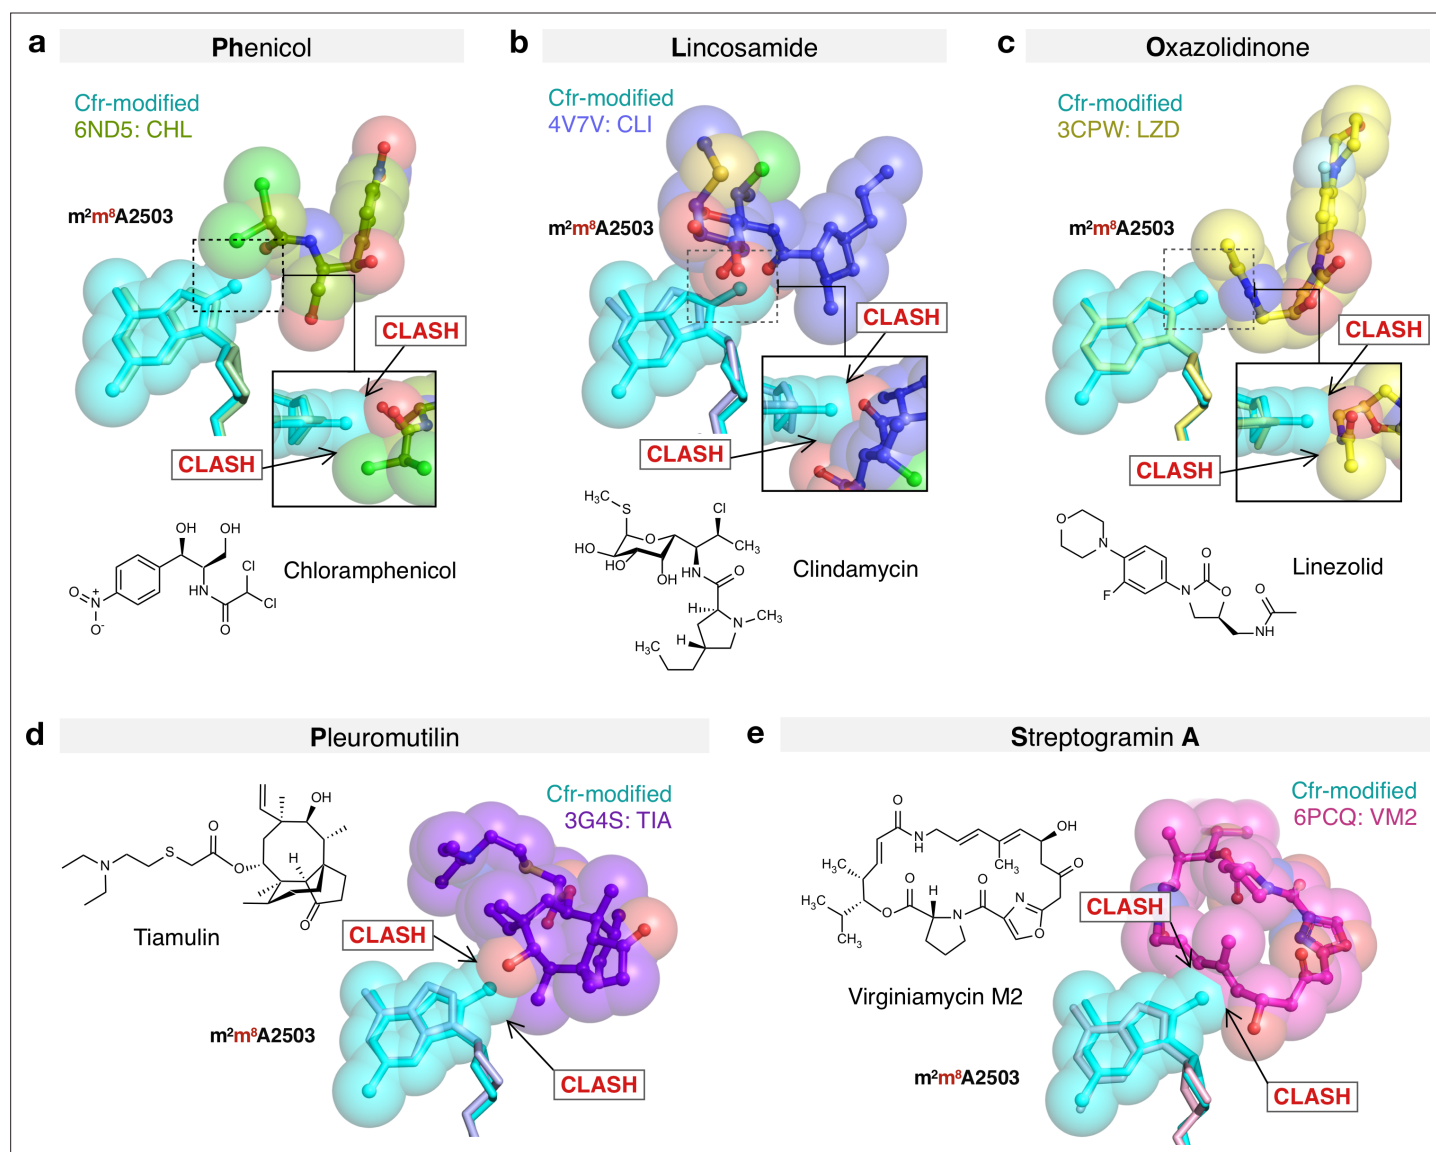 a
Phenicol
Cfr-modified
6ND5: CHL
m²m⁸A2503
CLASH
CLASH
OH
OH
Cl
Cl
HN
O
O
N
+
O-
Chloramphenicol
b
Lincosamide
Cfr-modified
4V7V: CLI
m²m⁸A2503
CLASH
CLASH
H₃C
S
Cl
O
CH₃
HO
HO
OH
HN
O
H
N
CH₃
H
H₃C
Clindamycin
c
Oxazolidinone
Cfr-modified
3CPW: LZD
m²m⁸A2503
CLASH
CLASH
O
N
F
O
N
O
O
NH
Linezolid
d
Pleuromutilin
Cfr-modified
3G4S: TIA
OH
O
S
N
O
H
O
Tiamulin
CLASH
m²m⁸A2503
CLASH
e
Streptogramin A
Cfr-modified
6PCQ: VM2
O
N
H
OH
CH₃
O
H₃C
H₃C
CH₃
O
O
H
N
O
N
O
Virginiamycin M2
CLASH
m²m⁸A2503
CLASH